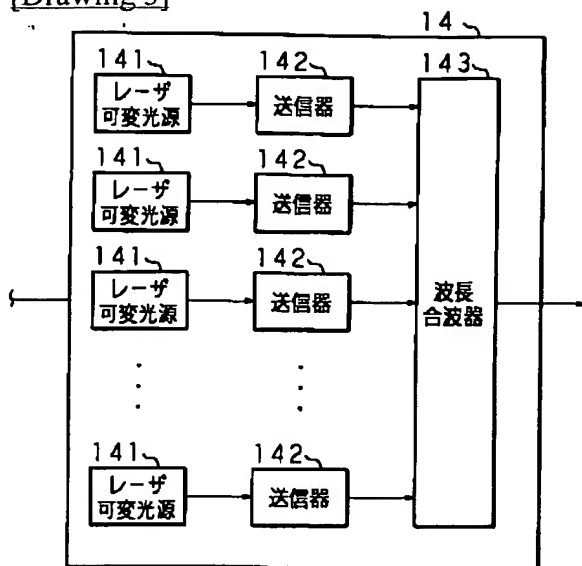 [Drawing 3]
14
141 142 143
レーザ
可変光源
送信器
141 142
レーザ
可変光源
送信器
141 142
レーザ
可変光源
送信器
波長
合波器
141 142
レーザ
可変光源
送信器